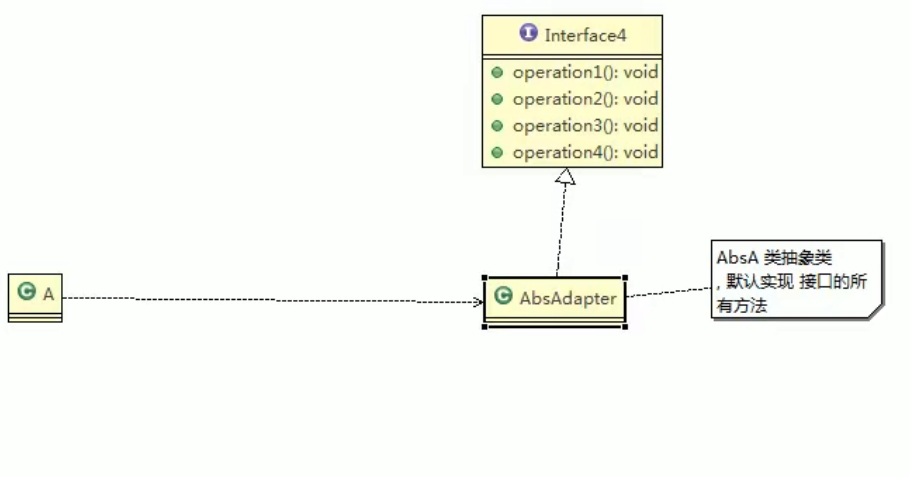 I Interface4
operation1(): void
operation2(): void
operation3(): void
operation4(): void
C A
C AbsAdapter
AbsA 类抽象类
, 默认实现 接口的所
有方法